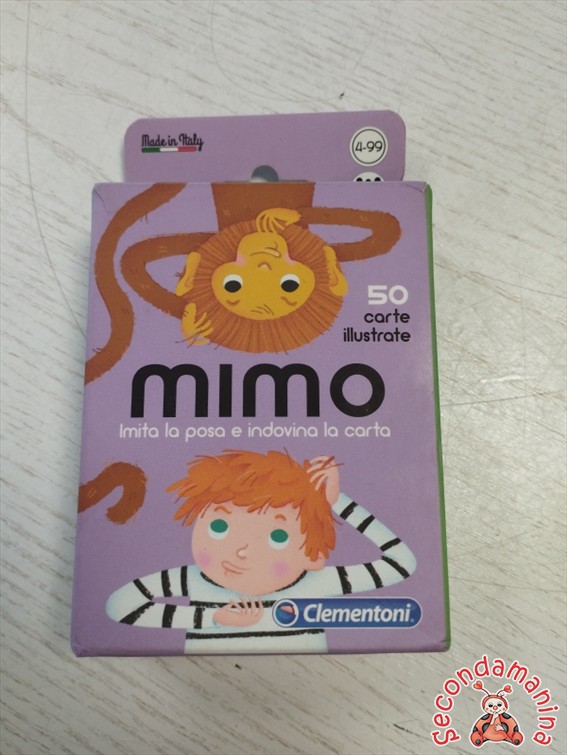 Made in Italy
4-99
50
carte
illustrate
mimo
Imita la posa e indovina la carta
Clementoni®
Secondamanina